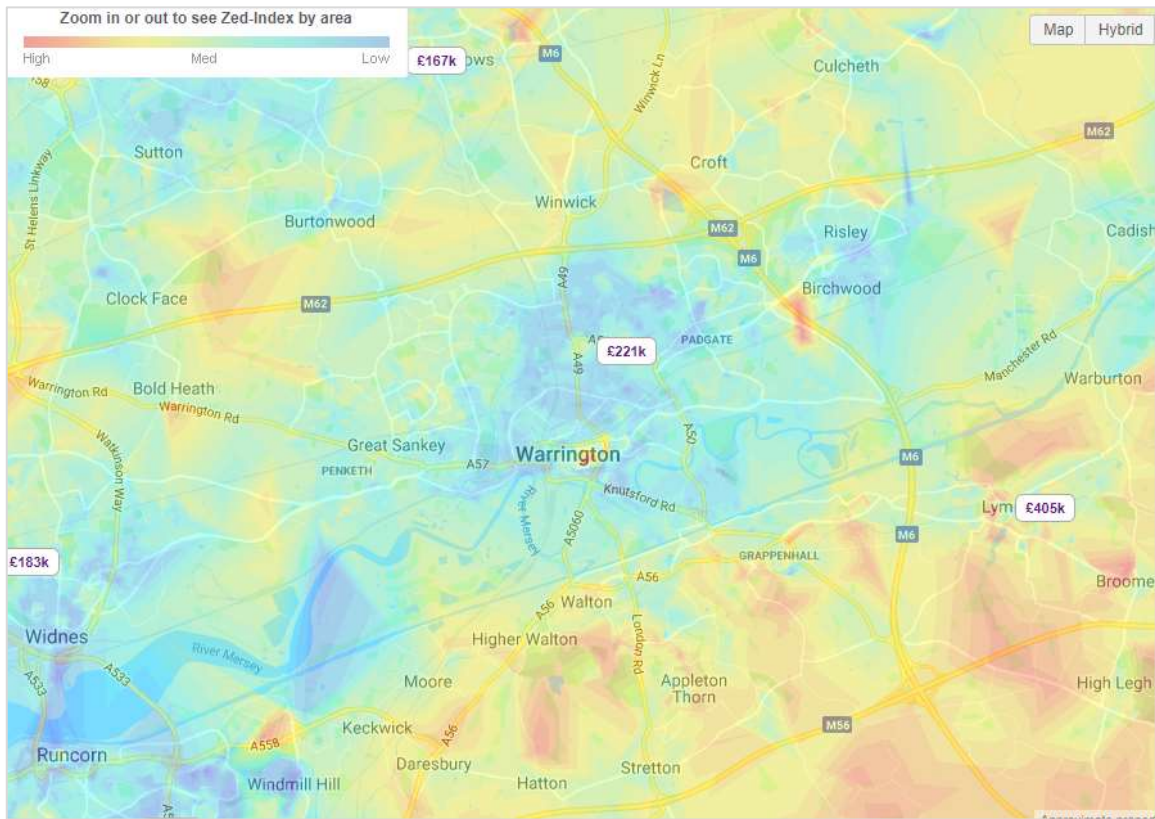 Zoom in or out to see Zed-Index by area
High Med Low
Map Hybrid
£167k
ows
M6
Culcheth
Winwick Ln
M62
Sutton
Croft
St Helens Linkway
Winwick
Burtonwood
M62
Risley
Cadish
M6
A49
Clock Face
M62
Birchwood
£221k
PADGATE
A49
Manchester Rd
Warrington Rd
Bold Heath
Warburton
Warrington Rd
Great Sankey
A50
Watkinson Way
Warrington
M6
PENKETH
A57
Knutsford Rd
River Mersey
A5060
Lym
£405k
M6
£183k
GRAPPENHALL
A56
Broome
Walton
A56
Widnes
Higher Walton
London Rd
River Mersey
A533
A533
Moore
Appleton
Thorn
High Legh
Keckwick
A56
M56
A558
Runcorn
Daresbury
Stretton
Windmill Hill
Hatton